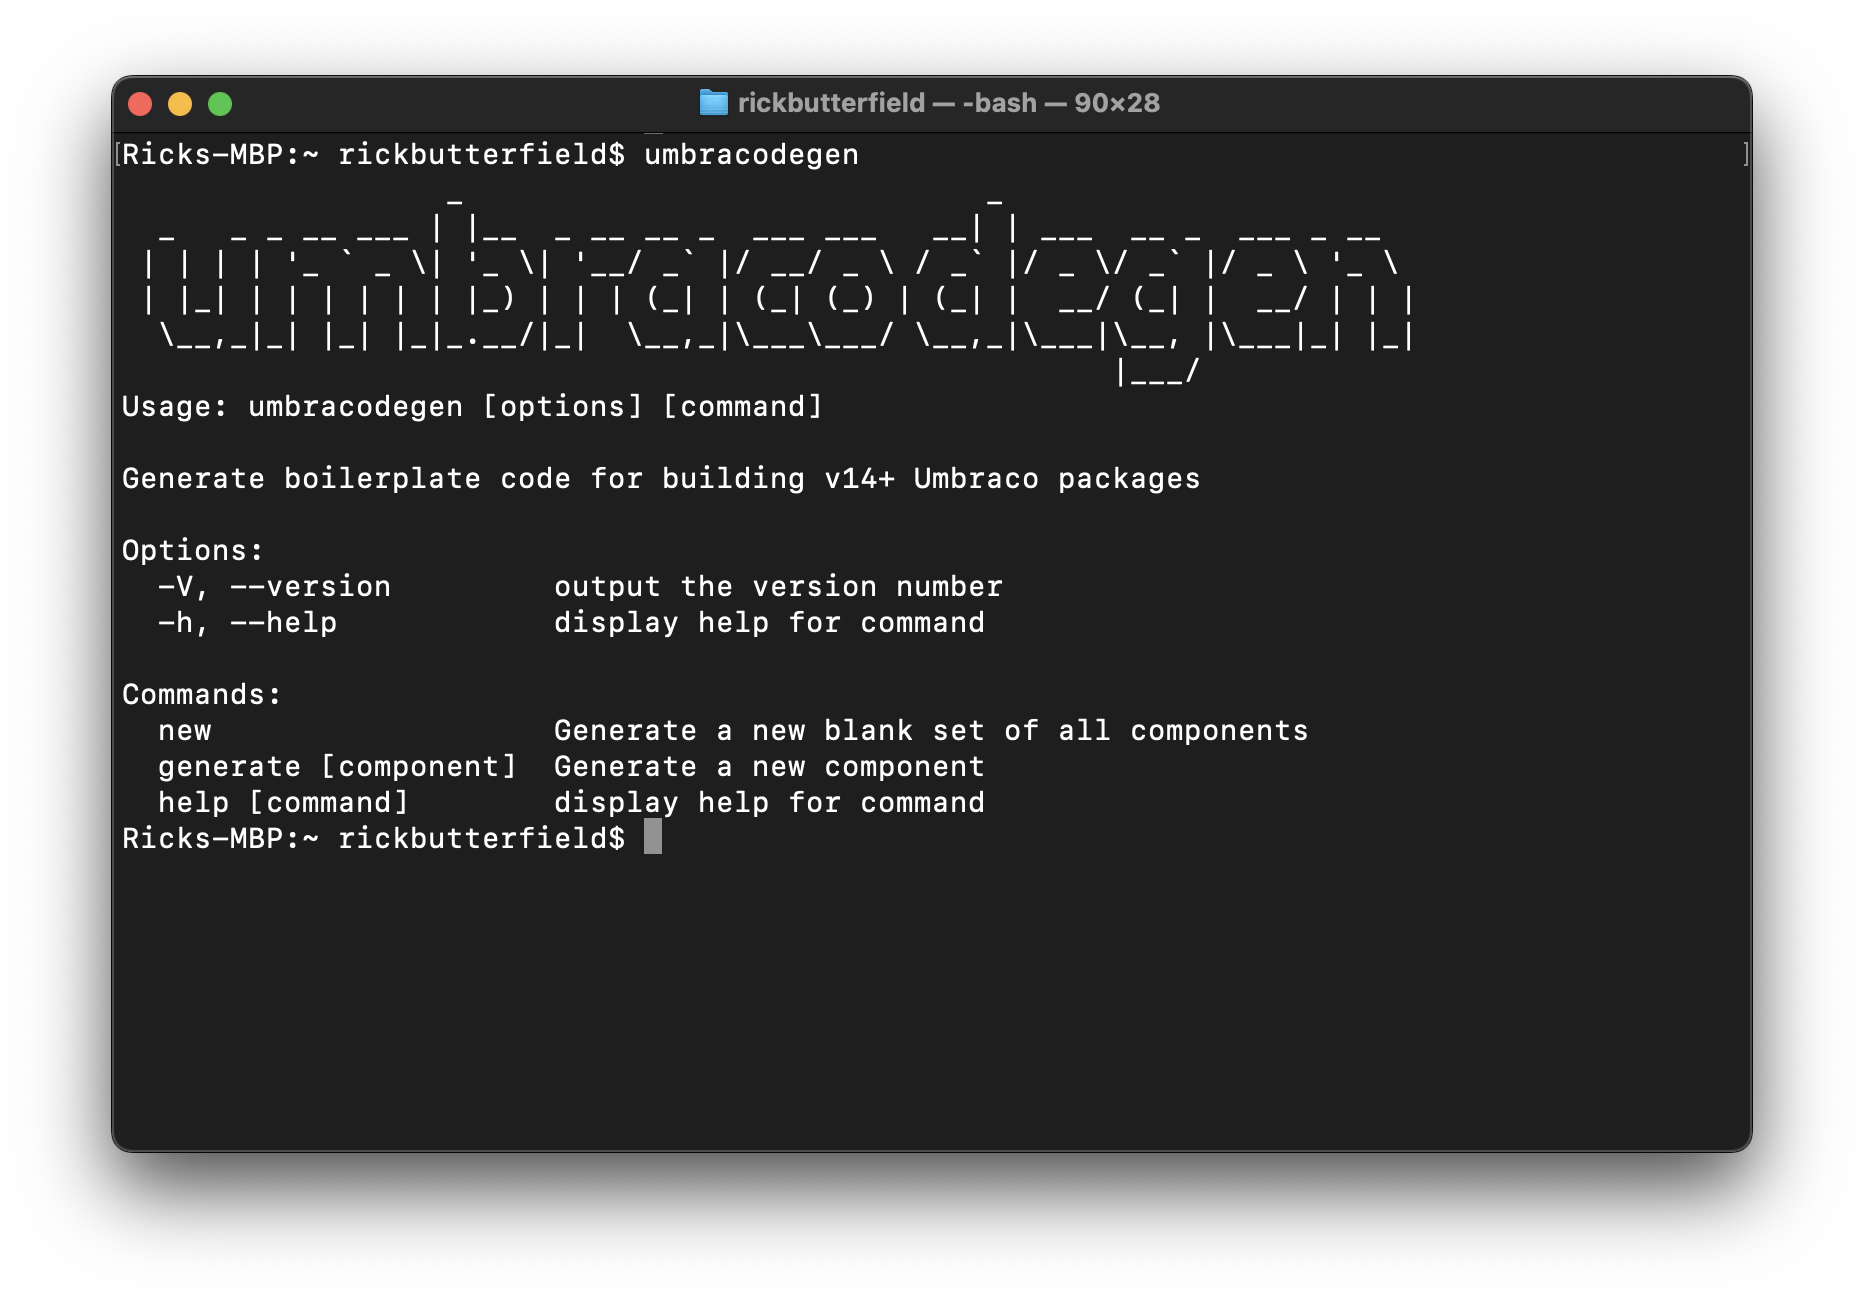 rickbutterfield — -bash — 90×28
[Ricks-MBP:~ rickbutterfield$ umbracodegen ]
                  _                             _
  _   _ _ __ ___ | |__  _ __ __ _  ___ ___   __| | ___  __ _  ___ _ __
 | | | | '_ ` _ \| '_ \| '__/ _` |/ __/ _ \ / _` |/ _ \/ _` |/ _ \ '_ \
 | |_| | | | | | | |_) | | | (_| | (_| (_) | (_| |  __/ (_| |  __/ | | |
  \__,_|_| |_| |_|_.__/|_|  \__,_|\___\___/ \__,_|\___|\__, |\___|_| |_|
                                                       |___/
Usage: umbracodegen [options] [command]
Generate boilerplate code for building v14+ Umbraco packages
Options:
  -V, --version         output the version number
  -h, --help            display help for command
Commands:
  new                   Generate a new blank set of all components
  generate [component]  Generate a new component
  help [command]        display help for command
Ricks-MBP:~ rickbutterfield$